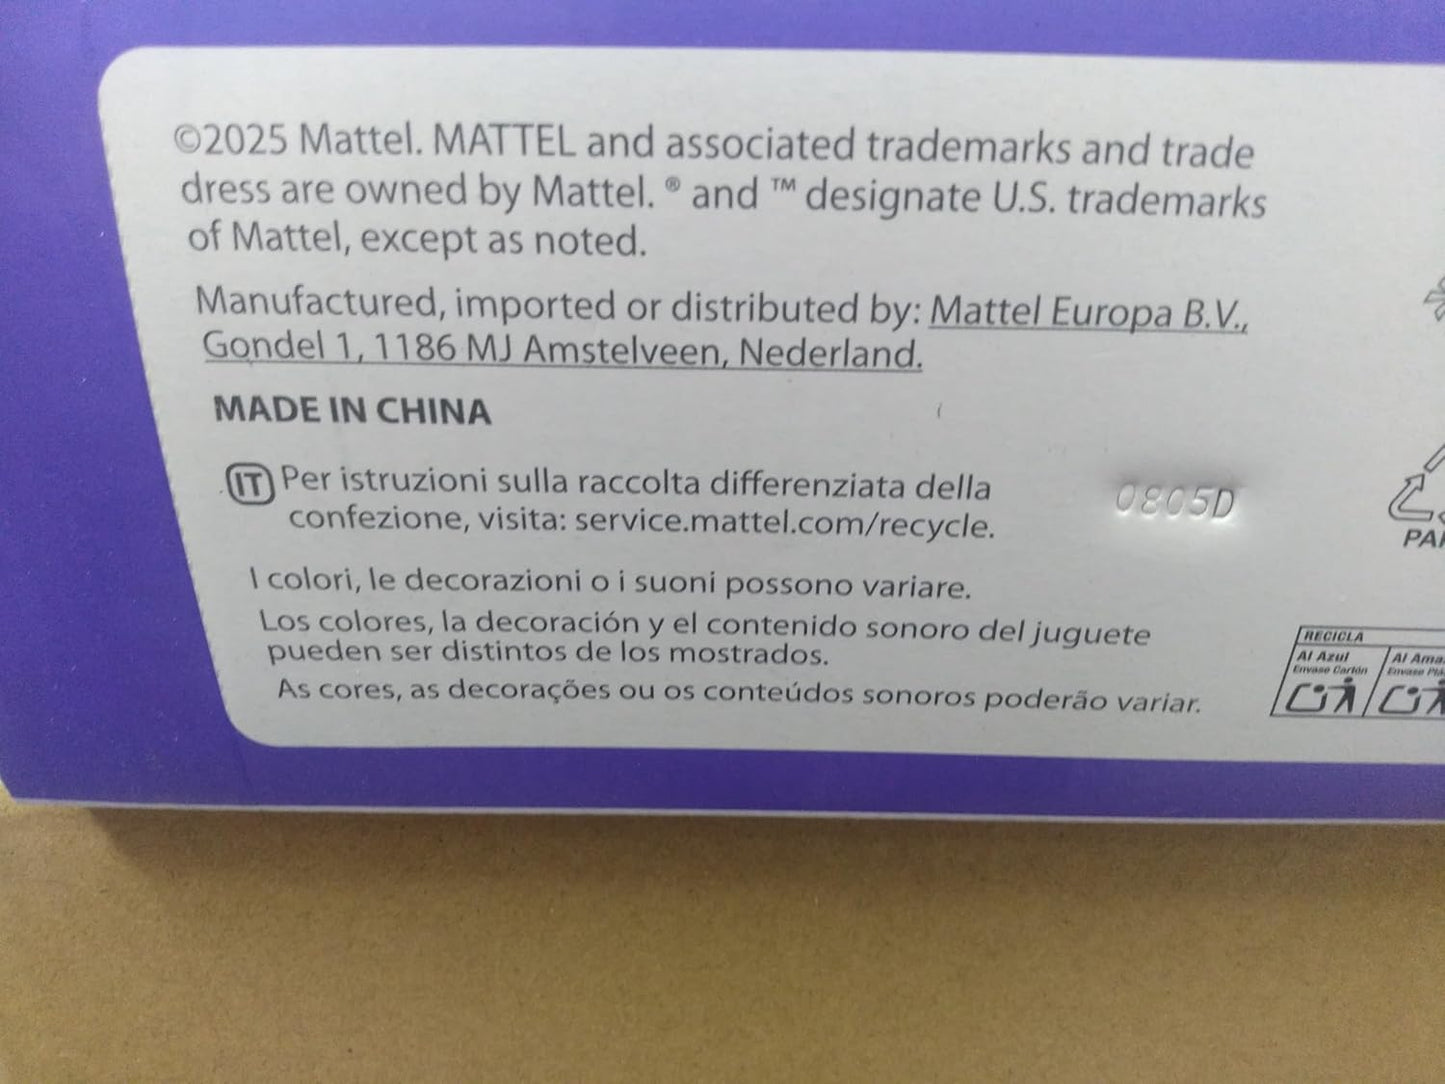 ©2025 Mattel. MATTEL and associated trademarks and trade
dress are owned by Mattel. ® and ™ designate U.S. trademarks
of Mattel, except as noted.
Manufactured, imported or distributed by: Mattel Europa B.V.,
Gondel 1, 1186 MJ Amstelveen, Nederland.
MADE IN CHINA
IT Per istruzioni sulla raccolta differenziata della
confezione, visita: service.mattel.com/recycle.
0805D
I colori, le decorazioni o i suoni possono variare.
Los colores, la decoración y el contenido sonoro del juguete
pueden ser distintos de los mostrados.
As cores, as decorações ou os conteúdos sonoros poderão variar.
RECICLA
Al Azul
Envase Cartón
Al
Envase